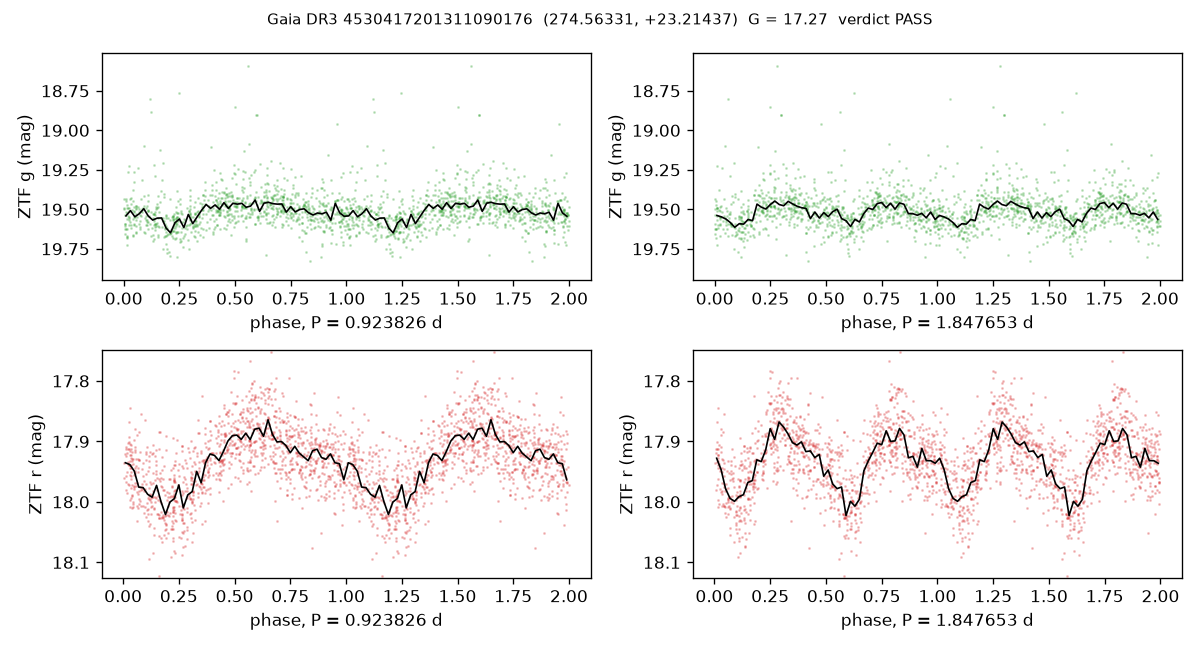 Gaia DR3 4530417201311090176 (274.56331, +23.21437) G = 17.27 verdict PASS
ZTF g (mag)
18.75
19.00
19.25
19.50
19.75
0.00 0.25 0.50 0.75 1.00 1.25 1.50 1.75 2.00
phase, P = 0.923826 d
ZTF g (mag)
18.75
19.00
19.25
19.50
19.75
0.00 0.25 0.50 0.75 1.00 1.25 1.50 1.75 2.00
phase, P = 1.847653 d
ZTF r (mag)
17.8
17.9
18.0
18.1
0.00 0.25 0.50 0.75 1.00 1.25 1.50 1.75 2.00
phase, P = 0.923826 d
ZTF r (mag)
17.8
17.9
18.0
18.1
0.00 0.25 0.50 0.75 1.00 1.25 1.50 1.75 2.00
phase, P = 1.847653 d